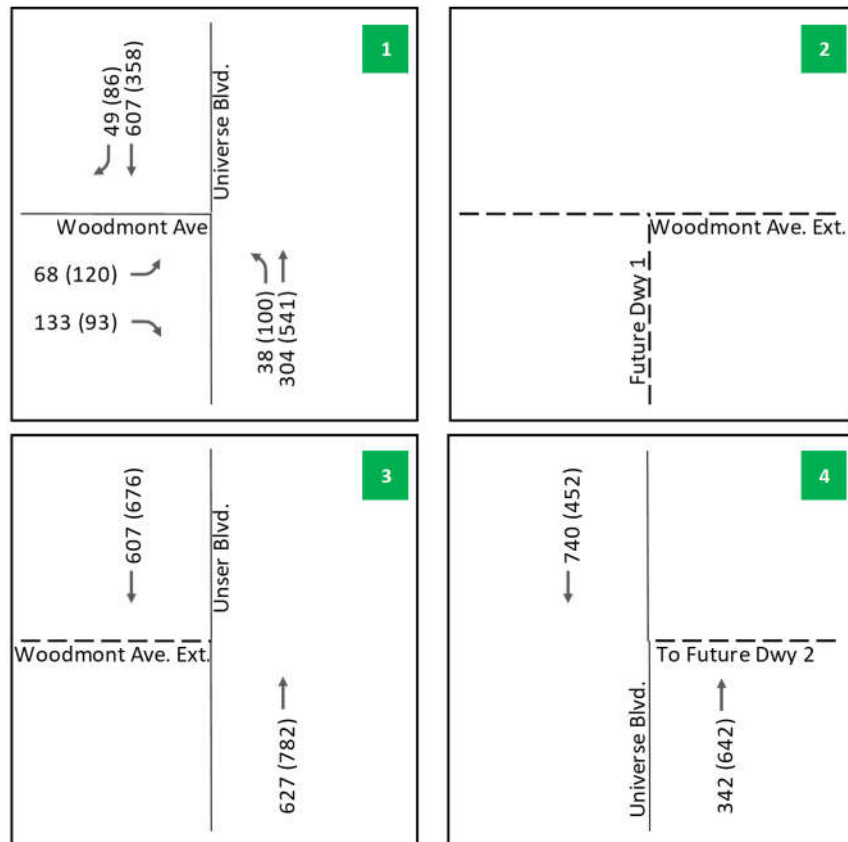 1
49 (86)
607 (358)
Universe Blvd.
Woodmont Ave
68 (120)
133 (93)
38 (100)
304 (541)
2
Woodmont Ave. Ext.
Future Dwy 1
3
607 (676)
Unser Blvd.
Woodmont Ave. Ext.
627 (782)
4
740 (452)
To Future Dwy 2
Universe Blvd.
342 (642)